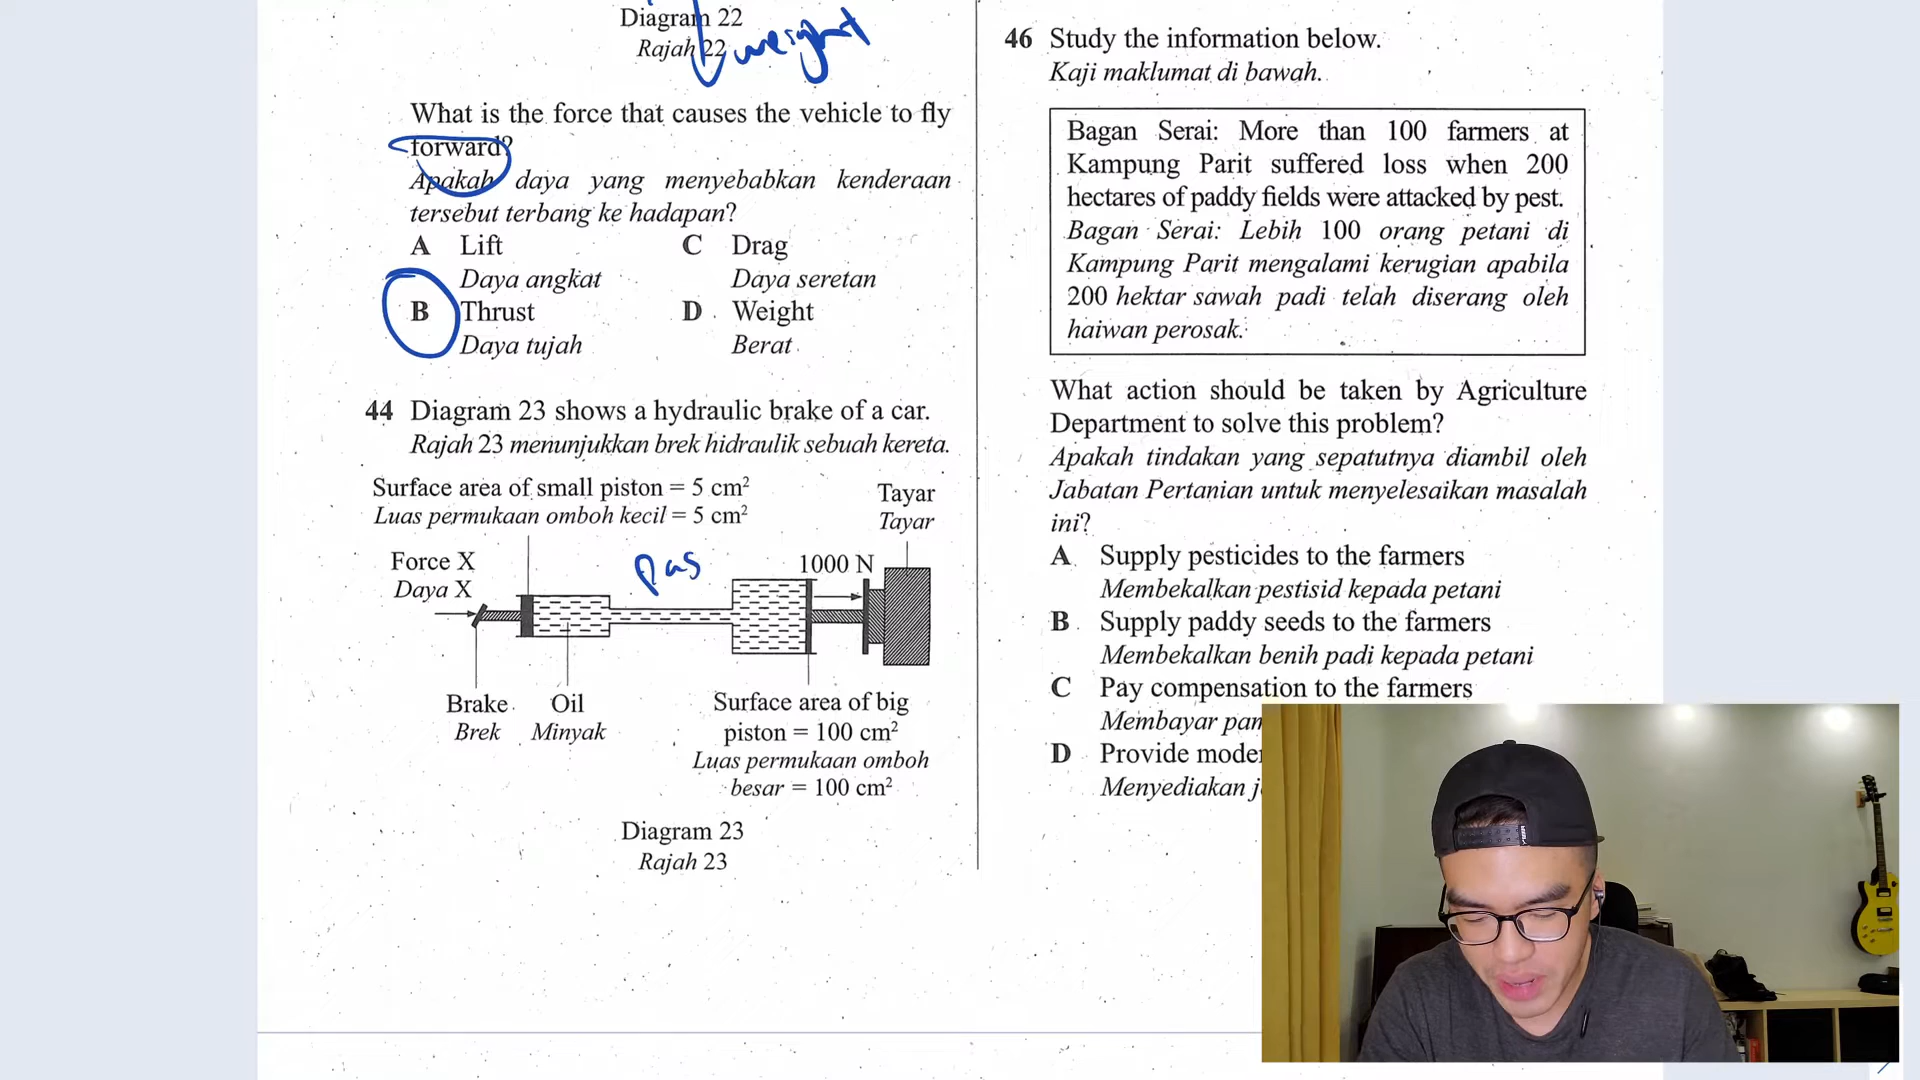 Diagram 22
Rajah 22
weight
What is the force that causes the vehicle to fly
forward?
Apakah daya yang menyebabkan kenderaan
tersebut terbang ke hadapan?
A Lift
Daya angkat
B Thrust
Daya tujah
C Drag
Daya seretan
D Weight
Berat
44 Diagram 23 shows a hydraulic brake of a car.
Rajah 23 menunjukkan brek hidraulik sebuah kereta.
Surface area of small piston = 5 cm²
Luas permukaan omboh kecil = 5 cm²
Tayar
Tayar
Force X
Daya X
pas
1000 N
Brake
Brek
Oil
Minyak
Surface area of big
piston = 100 cm²
Luas permukaan omboh
besar = 100 cm²
Diagram 23
Rajah 23
46 Study the information below.
Kaji maklumat di bawah.
Bagan Serai: More than 100 farmers at
Kampung Parit suffered loss when 200
hectares of paddy fields were attacked by pest.
Bagan Serai: Lebih 100 orang petani di
Kampung Parit mengalami kerugian apabila
200 hektar sawah padi telah diserang oleh
haiwan perosak.
What action should be taken by Agriculture
Department to solve this problem?
Apakah tindakan yang sepatutnya diambil oleh
Jabatan Pertanian untuk menyelesaikan masalah
ini?
A Supply pesticides to the farmers
Membekalkan pestisid kepada petani
B Supply paddy seeds to the farmers
Membekalkan benih padi kepada petani
C Pay compensation to the farmers
Membayar
D Provide
Menyediakan